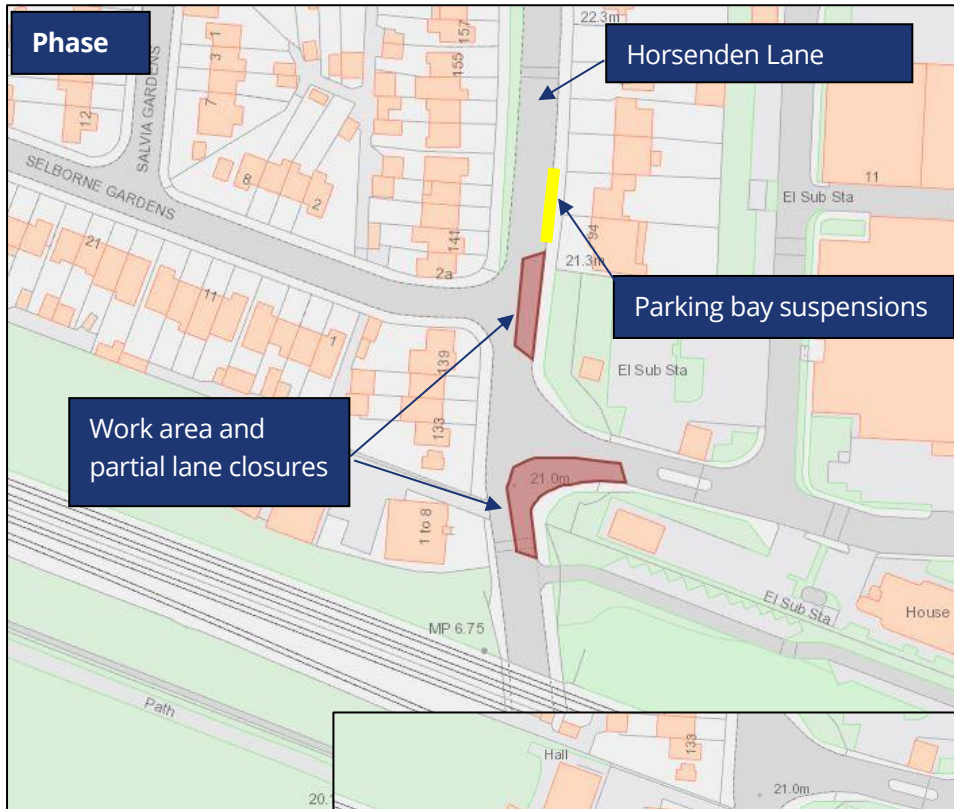 Phase
22.3m
Horsenden Lane
157
155
1
3
7
12
SALVIA GARDENS
SELBORNE GARDENS
8
2
141
2a
21
11
1
94
21.3m
El Sub Sta
11
Parking bay suspensions
El Sub Sta
139
133
Work area and
partial lane closures
21.0m
1 to 8
El Sub Sta
House
MP 6.75
Path
Hall
133
21.0m